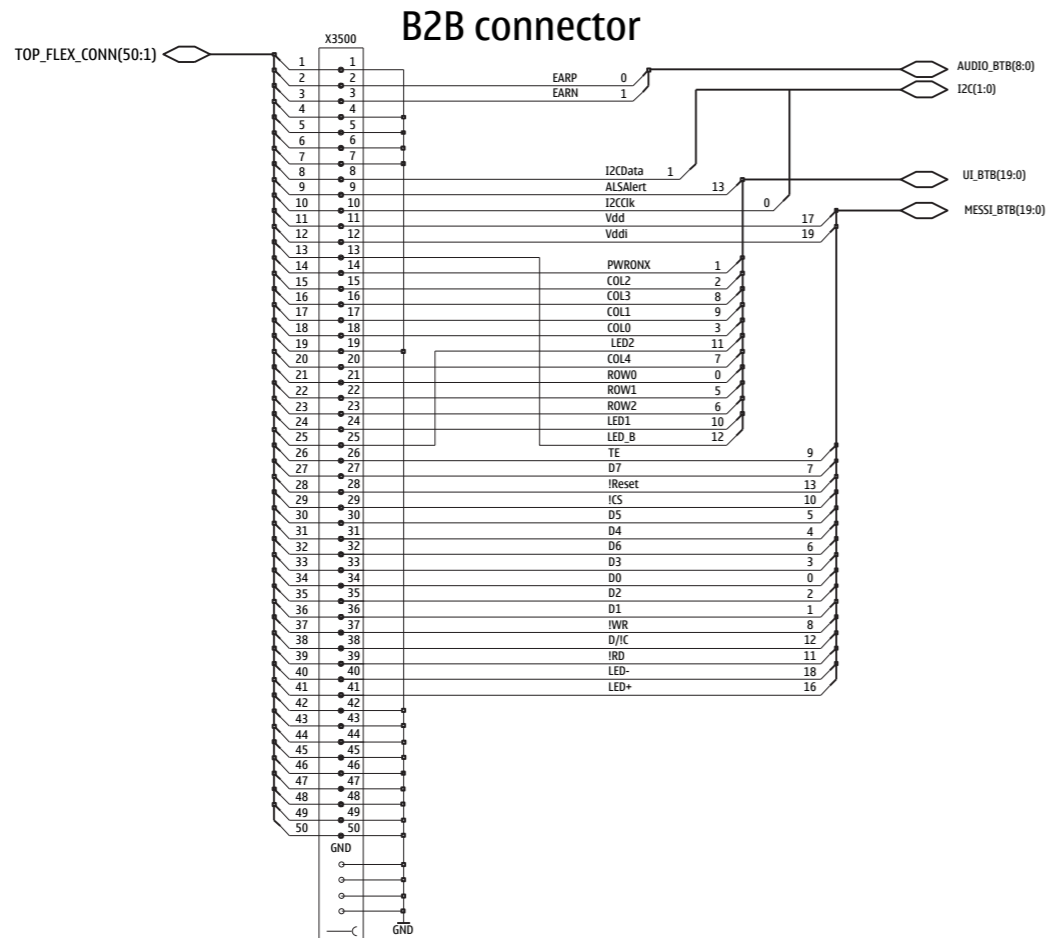 B2B connector
X3500
TOP_FLEX_CONN(50:1)
1 1
2 2 EARP 0 AUDIO_BTB(8:0)
3 3 EARN 1 I2C(1:0)
4 4
5 5
6 6
7 7
8 8 I2CData 1 UI_BTB(19:0)
9 9 ALSAlert 13
10 10 I2CClk 0 MESSI_BTB(19:0)
11 11 Vdd 17
12 12 Vddi 19
13 13
14 14 PWRONX 1
15 15 COL2 2
16 16 COL3 8
17 17 COL1 9
18 18 COL0 3
19 19 LED2 11
20 20 COL4 7
21 21 ROW0 0
22 22 ROW1 5
23 23 ROW2 6
24 24 LED1 10
25 25 LED_B 12
26 26 TE 9
27 27 D7 7
28 28 !Reset 13
29 29 !CS 10
30 30 D5 5
31 31 D4 4
32 32 D6 6
33 33 D3 3
34 34 D0 0
35 35 D2 2
36 36 D1 1
37 37 !WR 8
38 38 D/!C 12
39 39 !RD 11
40 40 LED- 18
41 41 LED+ 16
42 42
43 43
44 44
45 45
46 46
47 47
48 48
49 49
50 50
GND
GND